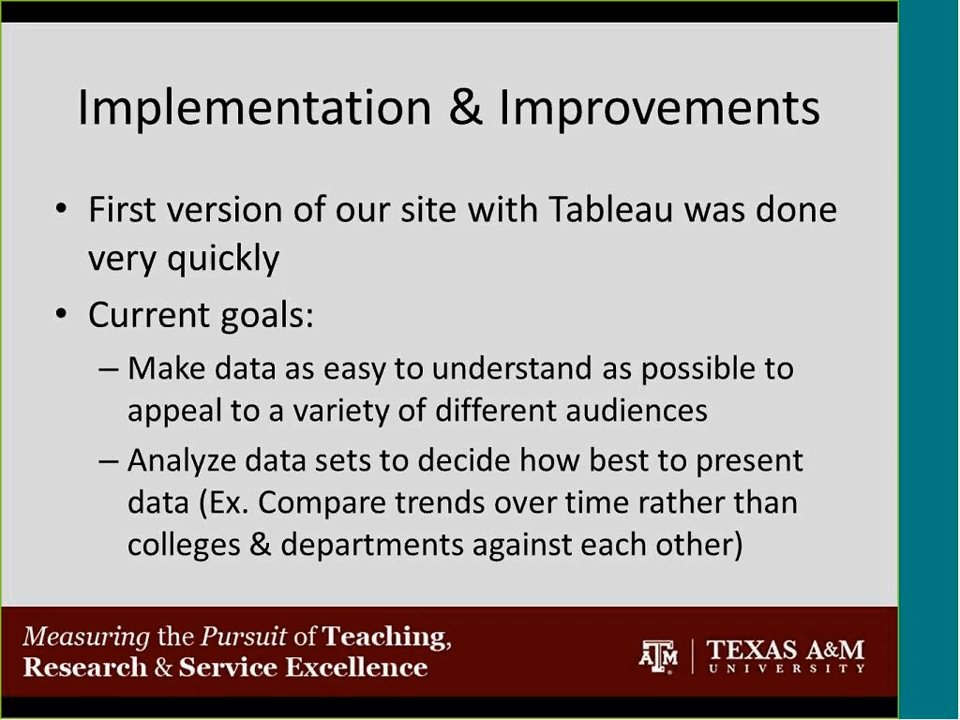 Implementation & Improvements
• First version of our site with Tableau was done
very quickly
• Current goals:
– Make data as easy to understand as possible to
appeal to a variety of different audiences
– Analyze data sets to decide how best to present
data (Ex. Compare trends over time rather than
colleges & departments against each other)
Measuring the Pursuit of Teaching,
Research & Service Excellence
ATM
TEXAS A&M
UNIVERSITY